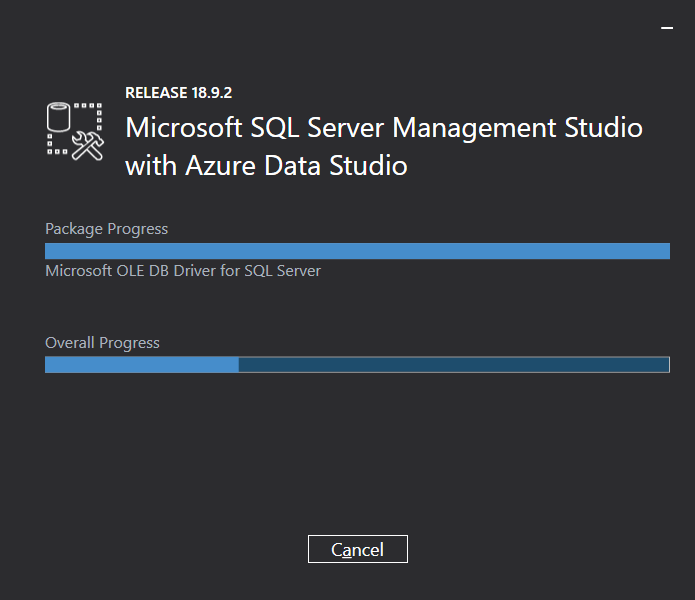 RELEASE 18.9.2
Microsoft SQL Server Management Studio
with Azure Data Studio
Package Progress
Microsoft OLE DB Driver for SQL Server
Overall Progress
Cancel